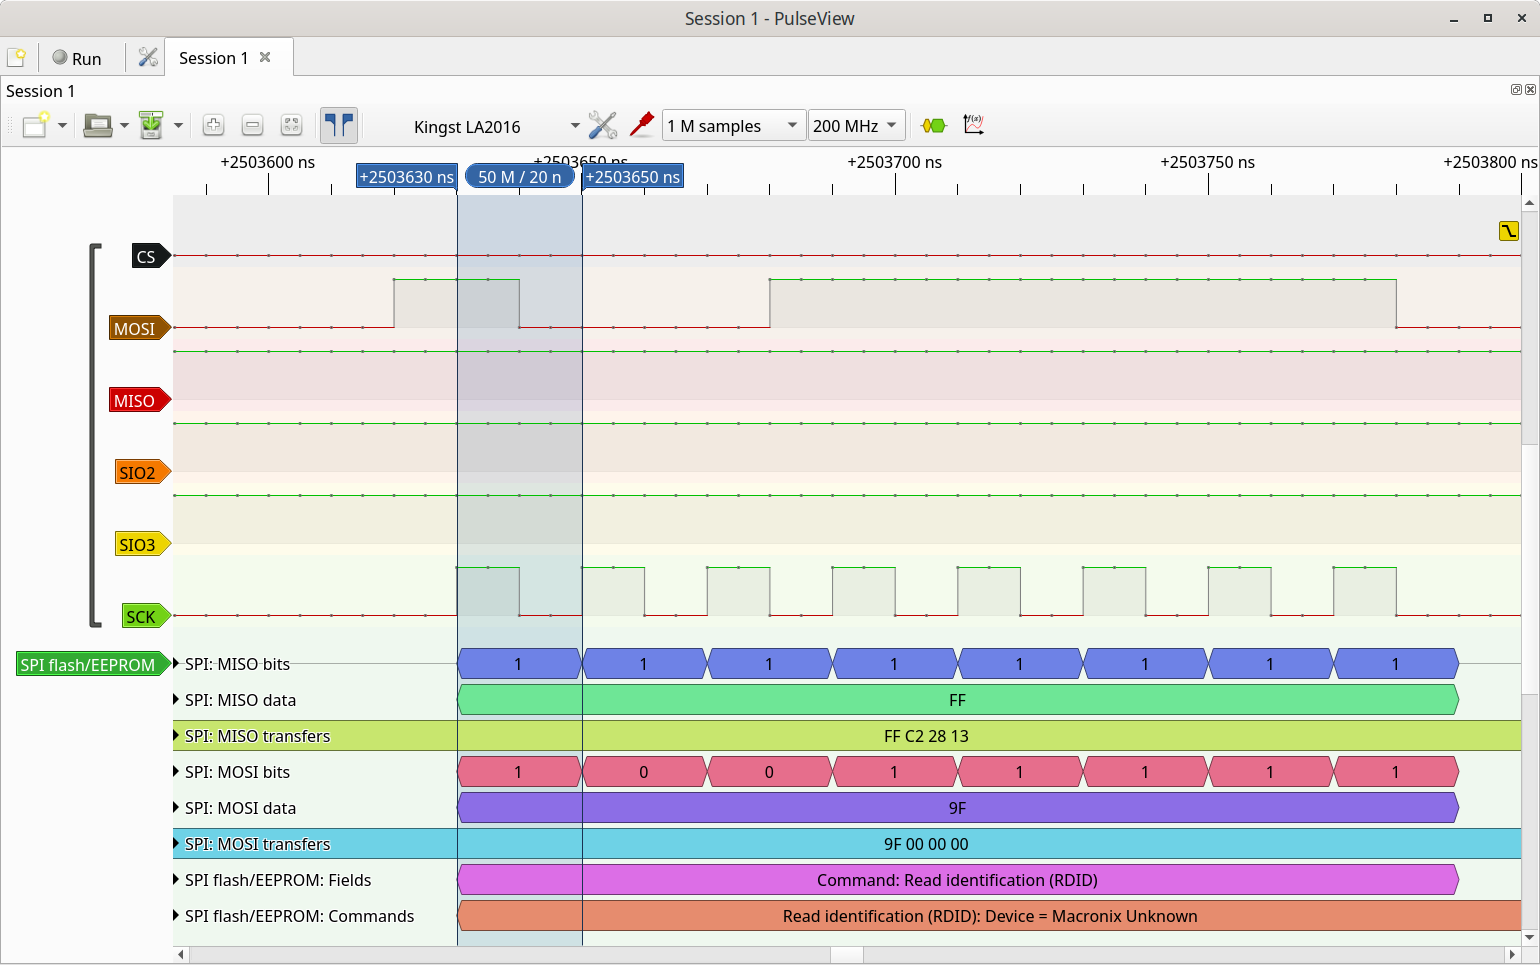 Session 1 - PulseView
Run
Session 1
Session 1
Kingst LA2016
1 M samples
200 MHz
f(x)
+2503600 ns
+2503650 ns
+2503700 ns
+2503750 ns
+2503800 ns
+2503630 ns
50 M / 20 n
+2503650 ns
CS
MOSI
MISO
SIO2
SIO3
SCK
SPI flash/EEPROM
SPI: MISO bits
1 1 1 1 1 1 1 1
SPI: MISO data
FF
SPI: MISO transfers
FF C2 28 13
SPI: MOSI bits
1 0 0 1 1 1 1 1
SPI: MOSI data
9F
SPI: MOSI transfers
9F 00 00 00
SPI flash/EEPROM: Fields
Command: Read identification (RDID)
SPI flash/EEPROM: Commands
Read identification (RDID): Device = Macronix Unknown